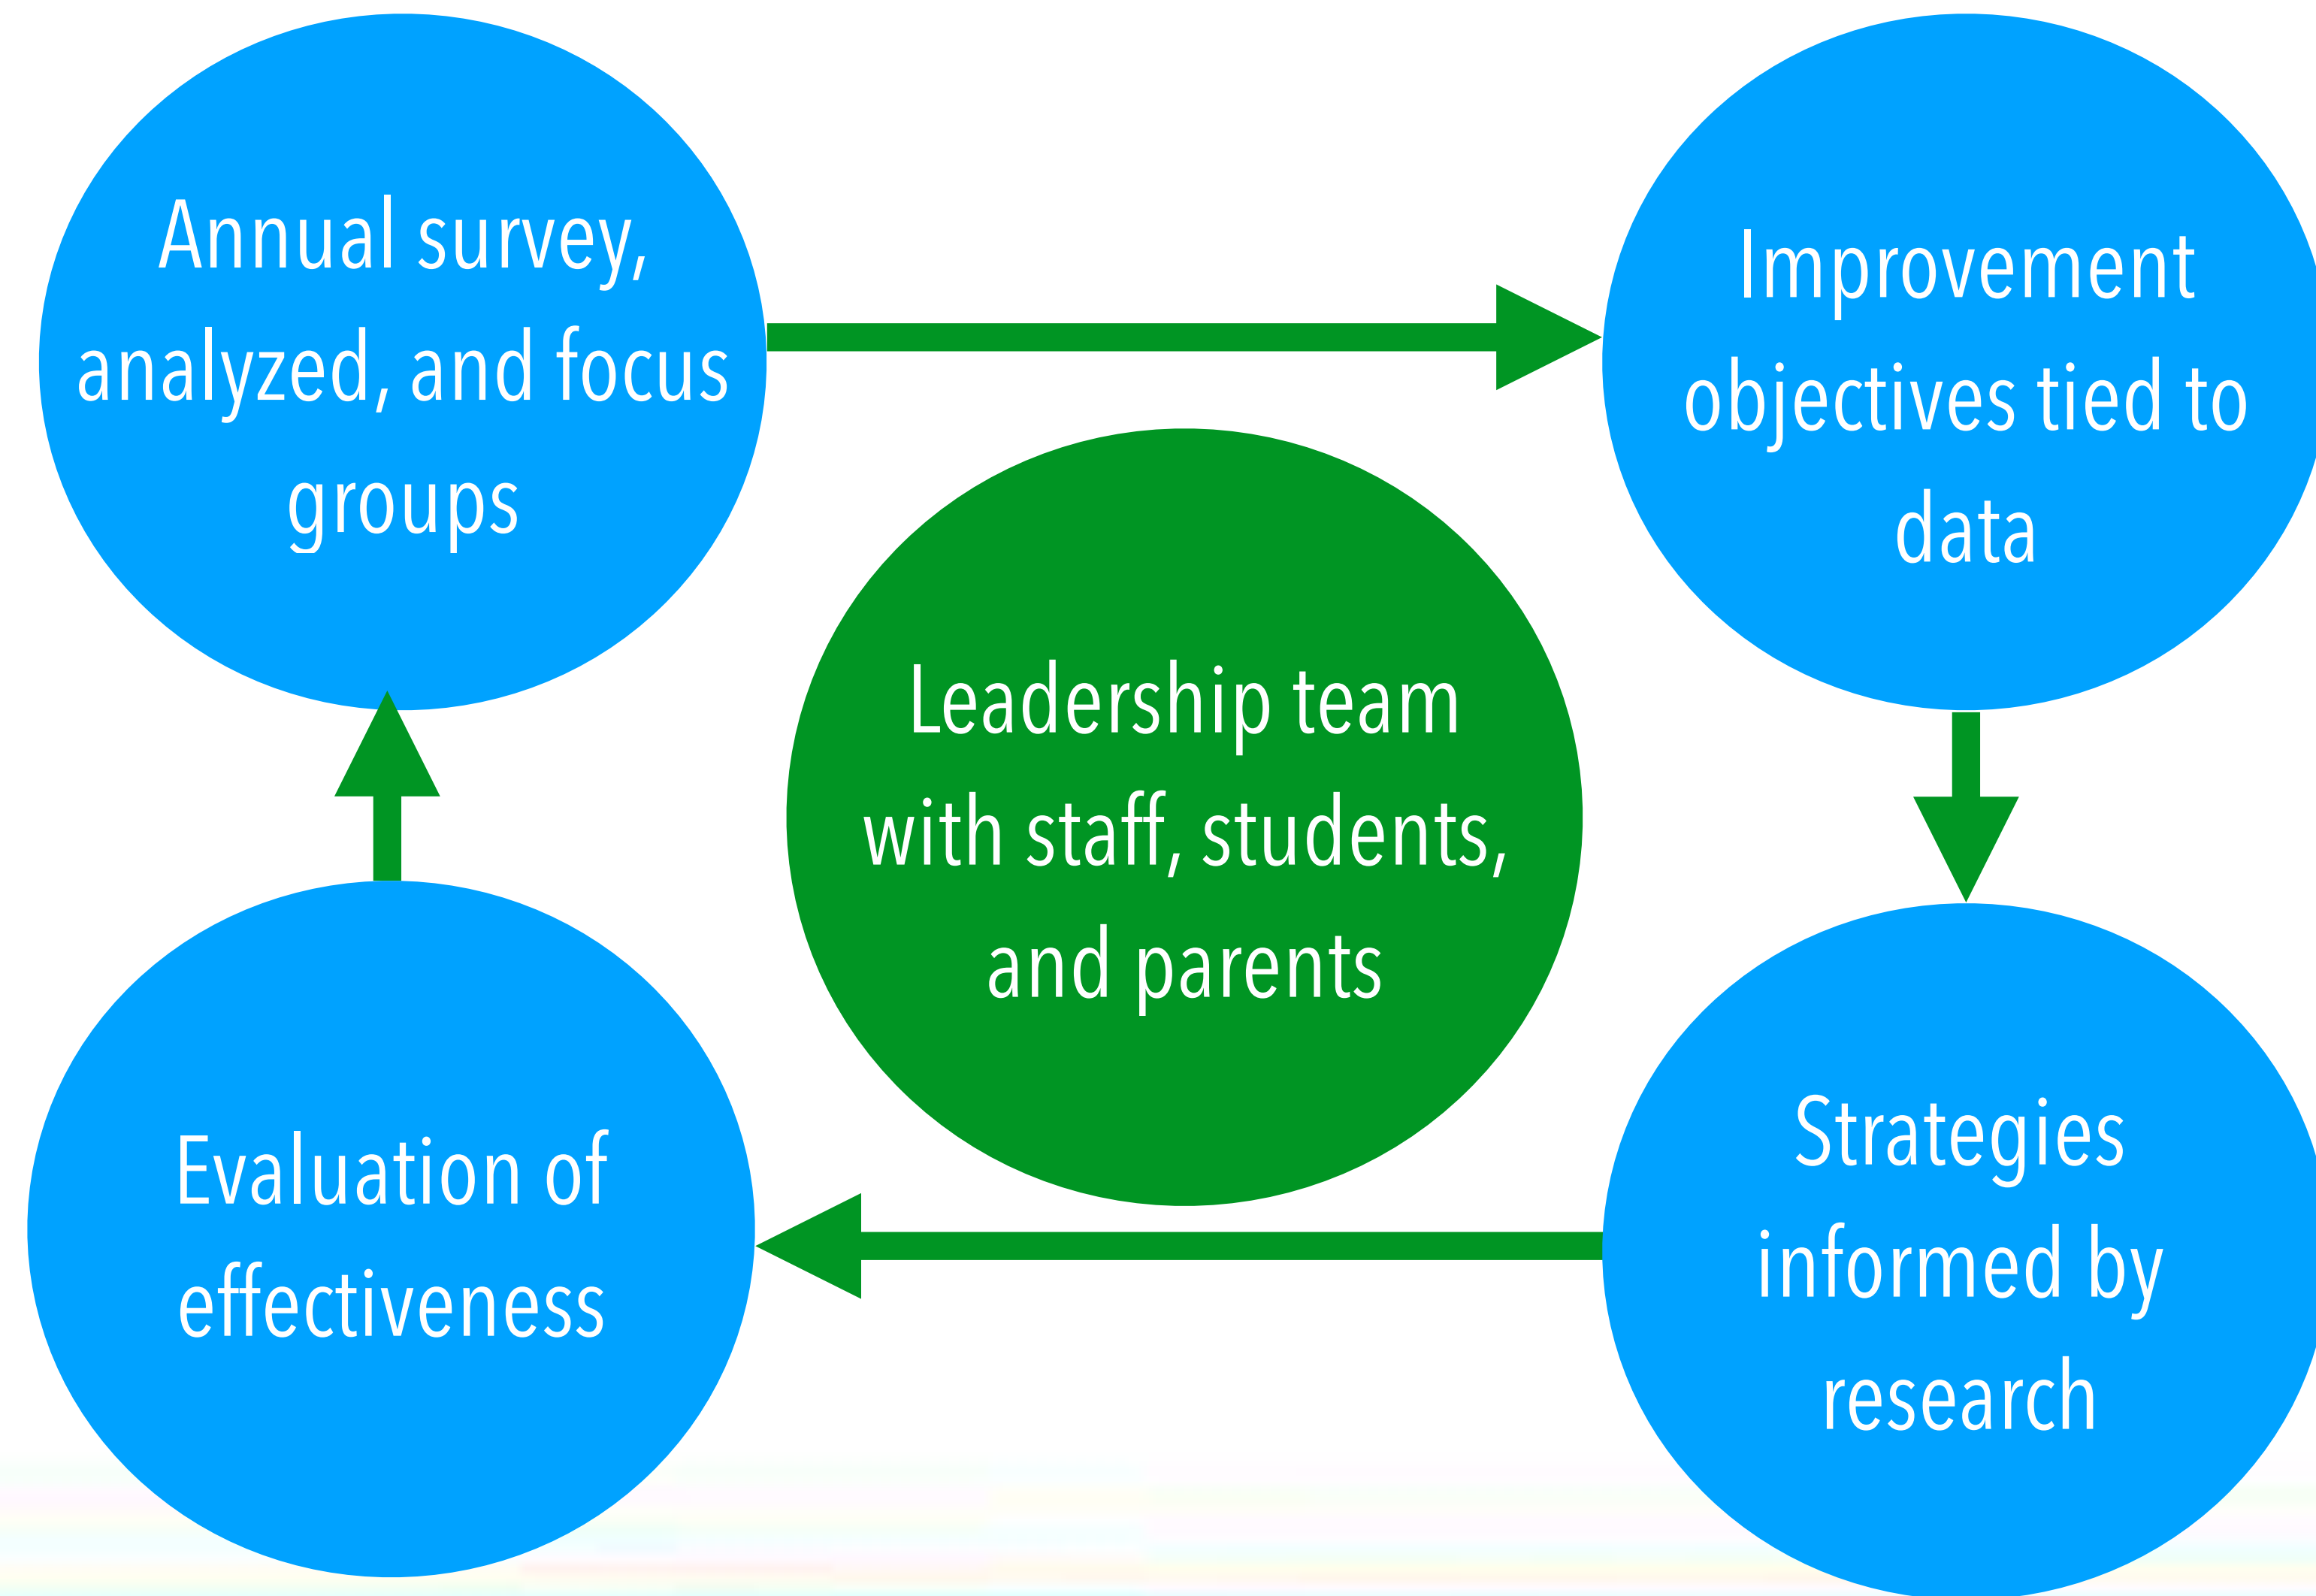 Annual survey,
analyzed, and focus
groups
Improvement
objectives tied to
data
Leadership team
with staff, students,
and parents
Evaluation of
effectiveness
Strategies
informed by
research